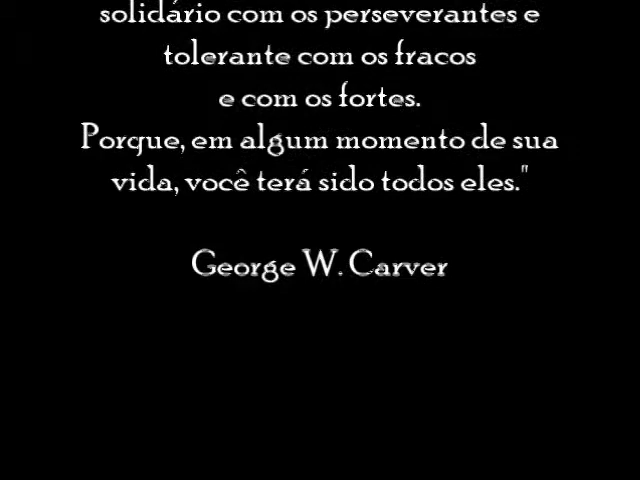 solidário com os perseverantes e
tolerante com os fracos
e com os fortes.
Porque, em algum momento de sua
vida, você terá sido todos eles."
George W. Carver